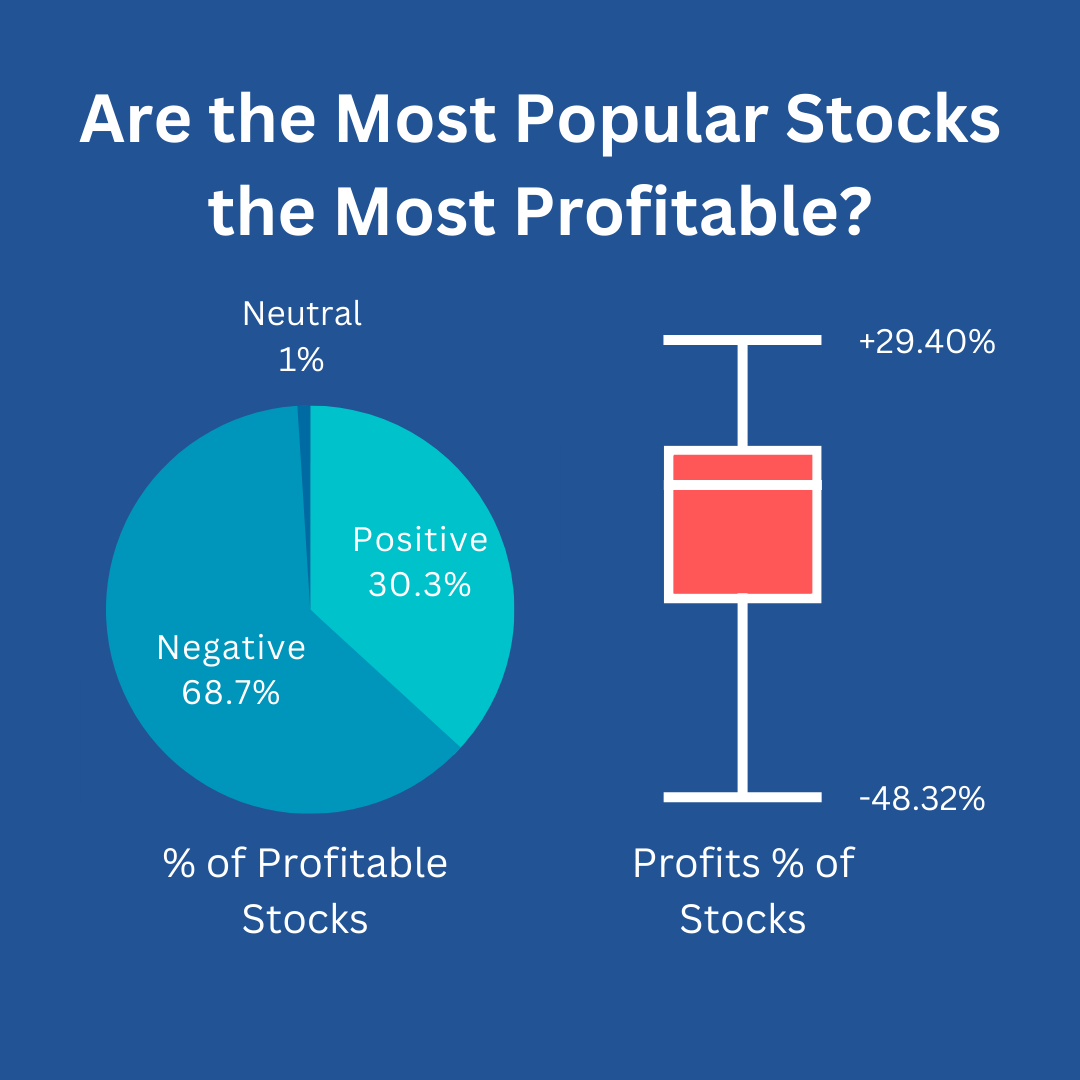 Are the Most Popular Stocks
the Most Profitable?
Neutral
1%
Positive
30.3%
Negative
68.7%
% of Profitable
Stocks
+29.40%
-48.32%
Profits % of
Stocks